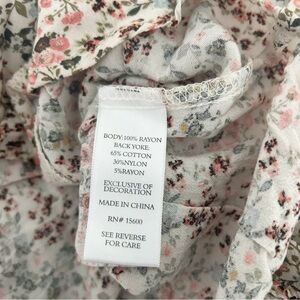 BODY:100% RAYON
BACK YOKE:
65% COTTON
30%NYLON
5%RAYON
EXCLUSIVE OF
DECORATION
MADE IN CHINA
RN# 15600
SEE REVERSE
FOR CARE